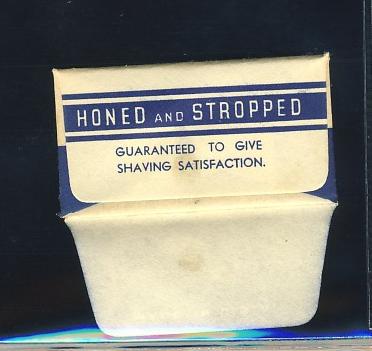 HONED AND STROPPED
GUARANTEED TO GIVE
SHAVING SATISFACTION.